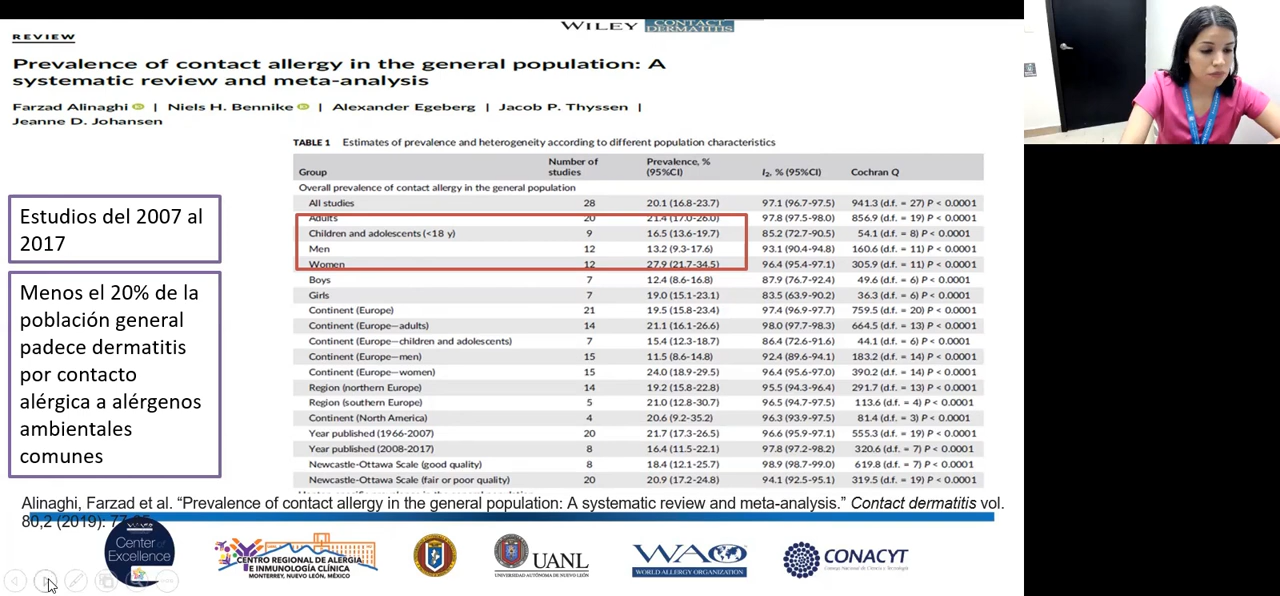 WILEY CONTACT DERMATITIS
REVIEW
Prevalence of contact allergy in the general population: A
systematic review and meta-analysis
Farzad Alinaghi | Niels H. Bennike | Alexander Egeberg | Jacob P. Thyssen |
Jeanne D. Johansen
TABLE 1 Estimates of prevalence and heterogeneity according to different population characteristics
Group Number of studies Prevalence, % (95%CI) I₂, % (95%CI) Cochran Q
Overall prevalence of contact allergy in the general population
All studies 28 20.1 (16.8-23.7) 97.1 (96.7-97.5) 941.3 (d.f. = 27) P < 0.0001
Adults 20 21.4 (17.0-26.0) 97.8 (97.5-98.0) 856.9 (d.f. = 19) P < 0.0001
Children and adolescents (<18 y) 9 16.5 (13.6-19.7) 85.2 (72.7-90.5) 54.1 (d.f. = 8) P < 0.0001
Men 12 13.2 (9.3-17.6) 93.1 (90.4-94.8) 160.6 (d.f. = 11) P < 0.0001
Women 12 27.9 (21.7-34.5) 96.4 (95.4-97.1) 305.9 (d.f. = 11) P < 0.0001
Boys 7 12.4 (8.6-16.8) 87.9 (76.7-92.4) 49.6 (d.f. = 6) P < 0.0001
Girls 7 19.0 (15.1-23.1) 83.5 (63.9-90.2) 36.3 (d.f. = 6) P < 0.0001
Continent (Europe) 21 19.5 (15.8-23.4) 97.4 (96.9-97.7) 759.5 (d.f. = 20) P < 0.0001
Continent (Europe—adults) 14 21.1 (16.1-26.6) 98.0 (97.7-98.3) 664.5 (d.f. = 13) P < 0.0001
Continent (Europe—children and adolescents) 7 15.4 (12.3-18.7) 86.4 (72.6-91.6) 44.1 (d.f. = 6) P < 0.0001
Continent (Europe—men) 15 11.5 (8.6-14.8) 92.4 (89.6-94.1) 183.2 (d.f. = 14) P < 0.0001
Continent (Europe—women) 15 24.0 (18.9-29.5) 96.4 (95.6-97.0) 390.2 (d.f. = 14) P < 0.0001
Region (northern Europe) 14 19.2 (15.8-22.8) 95.5 (94.3-96.4) 291.7 (d.f. = 13) P < 0.0001
Region (southern Europe) 5 21.0 (12.8-30.7) 96.5 (94.7-97.5) 113.6 (d.f. = 4) P < 0.0001
Continent (North America) 4 20.6 (9.2-35.2) 96.3 (93.9-97.5) 81.4 (d.f. = 3) P < 0.0001
Year published (1966-2007) 20 21.7 (17.3-26.5) 96.6 (95.9-97.1) 555.3 (d.f. = 19) P < 0.0001
Year published (2008-2017) 8 16.4 (11.5-22.1) 97.8 (97.2-98.2) 320.6 (d.f. = 7) P < 0.0001
Newcastle-Ottawa Scale (good quality) 8 18.4 (12.1-25.7) 98.9 (98.7-99.0) 619.8 (d.f. = 7) P < 0.0001
Newcastle-Ottawa Scale (fair or poor quality) 20 20.9 (17.2-24.8) 94.1 (92.5-95.1) 319.5 (d.f. = 19) P < 0.0001
Estudios del 2007 al
2017
Menos el 20% de la
población general
padece dermatitis
por contacto
alérgica a alérgenos
ambientales
comunes
Alinaghi, Farzad et al. “Prevalence of contact allergy in the general population: A systematic review and meta-analysis.” Contact dermatitis vol.
80,2 (2019):
Center of
Excellence
CENTRO REGIONAL DE ALERGIA
E INMUNOLOGÍA CLÍNICA
MONTERREY, NUEVO LEÓN, MÉXICO
UANL
UNIVERSIDAD AUTÓNOMA DE NUEVO LEÓN
WAO
WORLD ALLERGY ORGANIZATION
CONACYT
Consejo Nacional de Ciencia y Tecnología